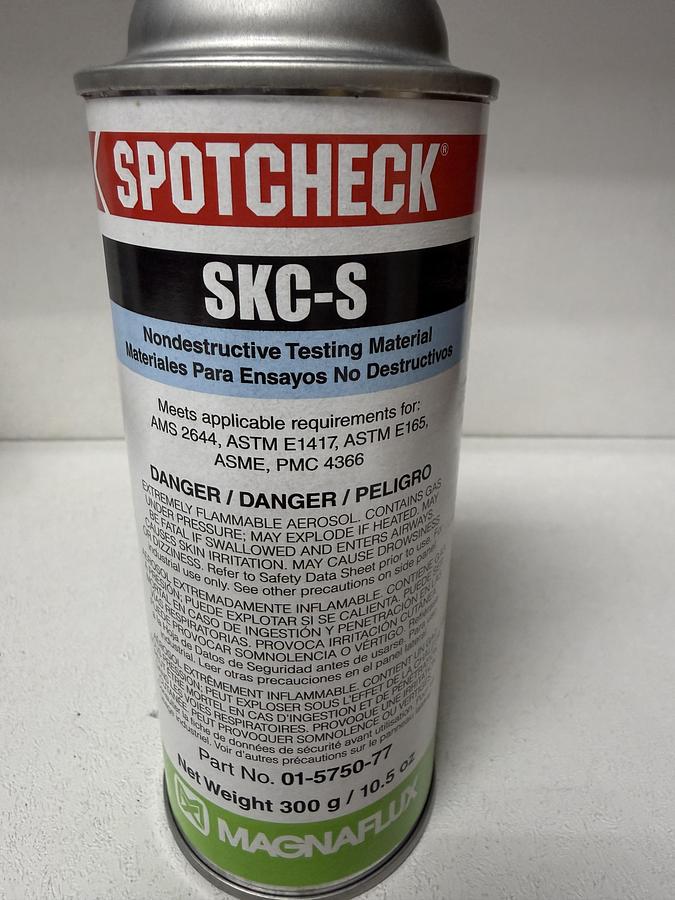 SPOTCHECK®
SKC-S
Nondestructive Testing Material
Materiales Para Ensayos No Destructivos
Meets applicable requirements for:
AMS 2644, ASTM E1417, ASTM E165,
ASME, PMC 4366
DANGER / DANGER / PELIGRO
EXTREMELY FLAMMABLE AEROSOL. CONTAINS GAS
UNDER PRESSURE; MAY EXPLODE IF HEATED. MAY
BE FATAL IF SWALLOWED AND ENTERS AIRWAYS.
CAUSES SKIN IRRITATION. MAY CAUSE DROWSINESS
OR DIZZINESS. Refer to Safety Data Sheet prior to use. For
industrial use only. See other precautions on side panel.
AEROSOL EXTREMADAMENTE INFLAMABLE. CONTIENE GAS
PUEDE EXPLOTAR SI SE CALIENTA. PUEDE SER
EN CASO DE INGESTIÓN Y PENETRACIÓN EN LAS
VÍAS RESPIRATORIAS. PROVOCA IRRITACIÓN CUTÁNEA.
PUEDE PROVOCAR SOMNOLENCIA O VÉRTIGO.
Hoja de Datos de Seguridad antes de usarse. Para
industrial. Leer otras precauciones en el panel lateral.
AÉROSOL EXTRÊMEMENT INFLAMMABLE. CONTIENT UN
PEUT EXPLOSER SOUS L'EFFET DE LA
MORTEL EN CAS D'INGESTION ET DE
LES VOIES RESPIRATOIRES. PROVOQUE UNE
PEUT PROVOQUER SOMNOLENCE OU
la fiche de données de sécurité avant utilisation.
industriel. Voir d'autres précautions sur le panneau
Part No. 01-5750-77
Net Weight 300 g / 10.5 oz
MAGNAFLUX